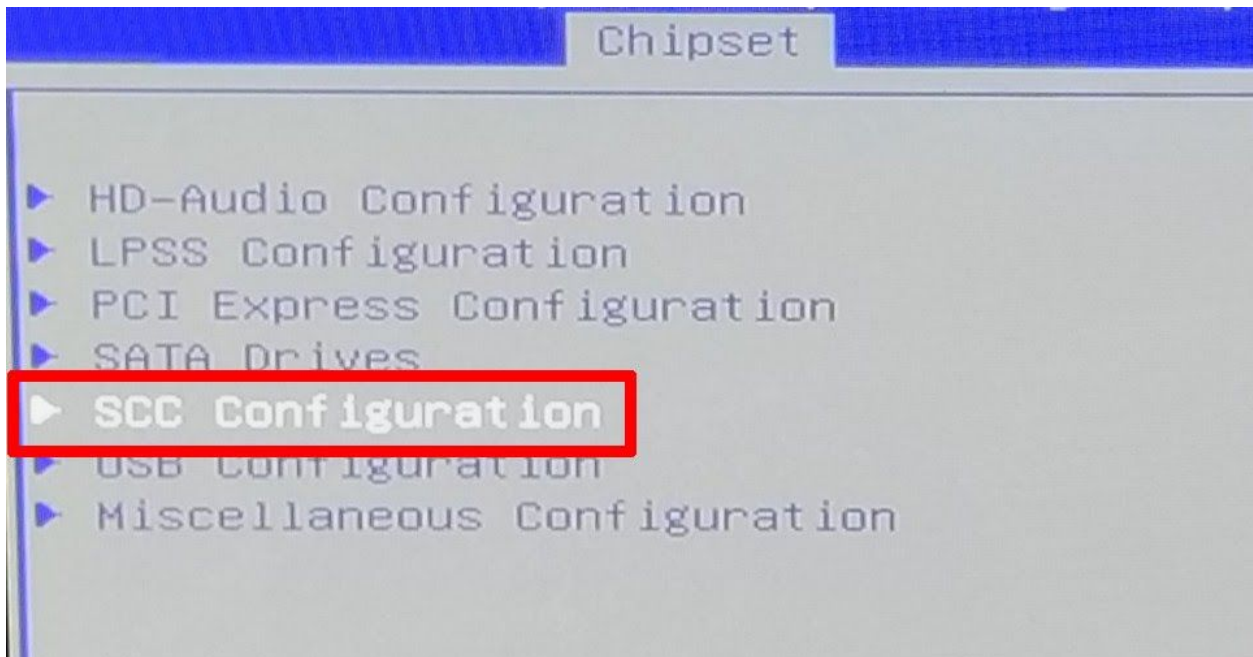 Chipset
HD-Audio Configuration
LPSS Configuration
PCI Express Configuration
SATA Drives
SCC Configuration
USB Configuration
Miscellaneous Configuration